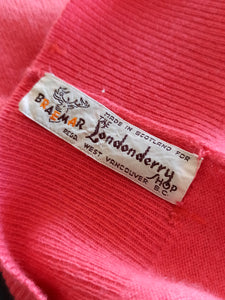 BRAEMAR
REGD.
MADE IN SCOTLAND FOR
THE
Londonderry
SHOP
WEST VANCOUVER B C